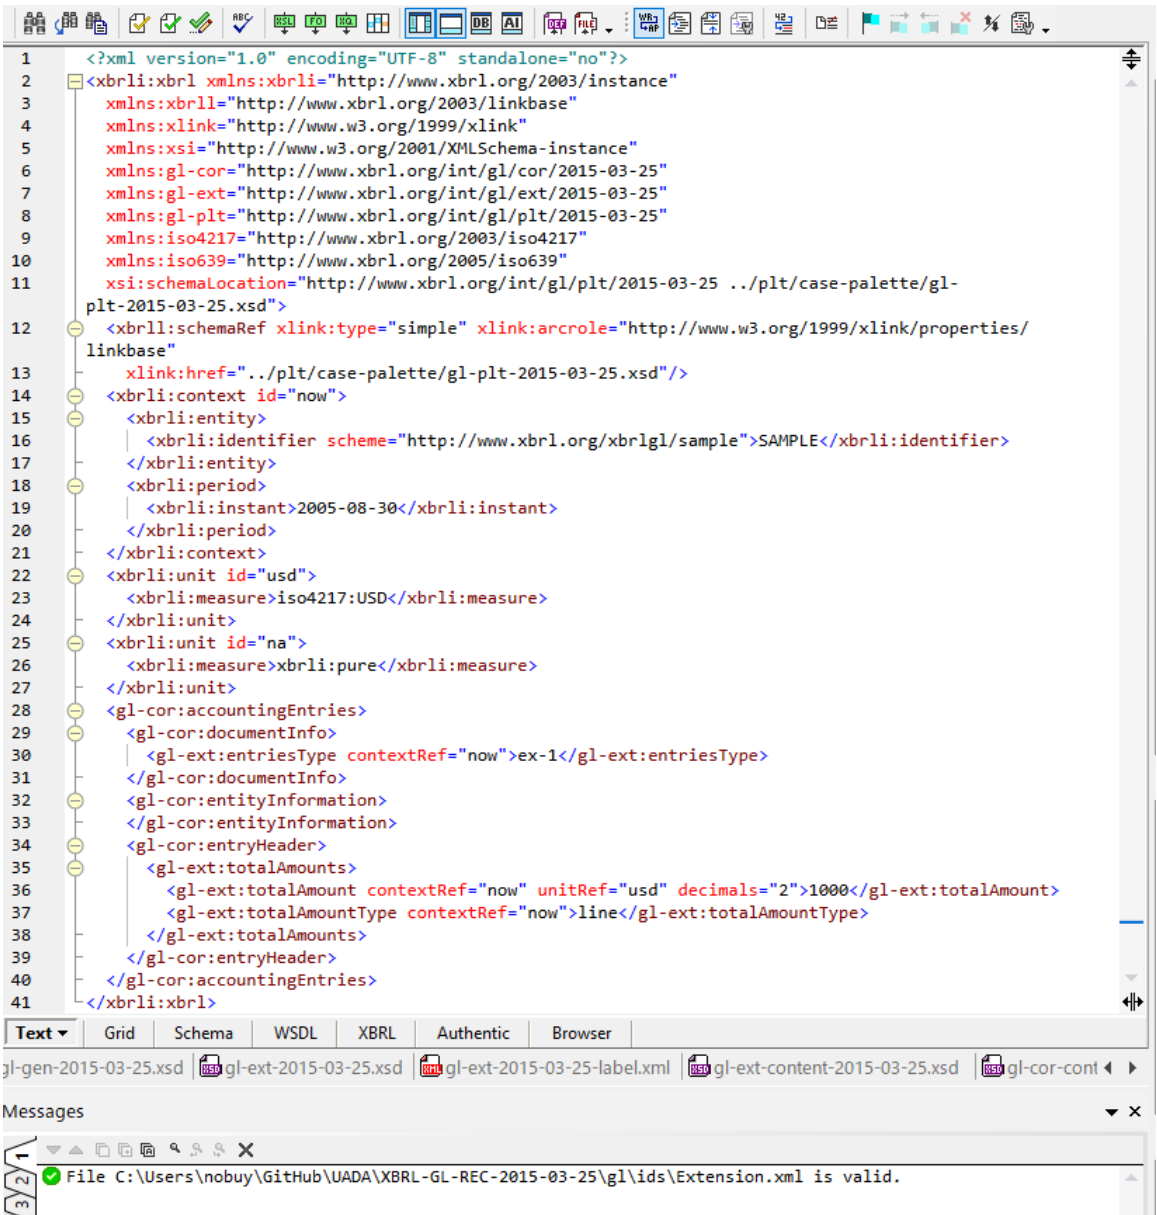 1 <?xml version="1.0" encoding="UTF-8" standalone="no"?>
2 <xbrli:xbrl xmlns:xbrli="http://www.xbrl.org/2003/instance"
3 xmlns:xbrll="http://www.xbrl.org/2003/linkbase"
4 xmlns:xlink="http://www.w3.org/1999/xlink"
5 xmlns:xsi="http://www.w3.org/2001/XMLSchema-instance"
6 xmlns:gl-cor="http://www.xbrl.org/int/gl/cor/2015-03-25"
7 xmlns:gl-ext="http://www.xbrl.org/int/gl/ext/2015-03-25"
8 xmlns:gl-plt="http://www.xbrl.org/int/gl/plt/2015-03-25"
9 xmlns:iso4217="http://www.xbrl.org/2003/iso4217"
10 xmlns:iso639="http://www.xbrl.org/2005/iso639"
11 xsi:schemaLocation="http://www.xbrl.org/int/gl/plt/2015-03-25 ../plt/case-palette/gl-
plt-2015-03-25.xsd">
12 <xbrll:schemaRef xlink:type="simple" xlink:arcrole="http://www.w3.org/1999/xlink/properties/
linkbase"
13 xlink:href="../plt/case-palette/gl-plt-2015-03-25.xsd"/>
14 <xbrli:context id="now">
15 <xbrli:entity>
16 <xbrli:identifier scheme="http://www.xbrl.org/xbrlgl/sample">SAMPLE</xbrli:identifier>
17 </xbrli:entity>
18 <xbrli:period>
19 <xbrli:instant>2005-08-30</xbrli:instant>
20 </xbrli:period>
21 </xbrli:context>
22 <xbrli:unit id="usd">
23 <xbrli:measure>iso4217:USD</xbrli:measure>
24 </xbrli:unit>
25 <xbrli:unit id="na">
26 <xbrli:measure>xbrli:pure</xbrli:measure>
27 </xbrli:unit>
28 <gl-cor:accountingEntries>
29 <gl-cor:documentInfo>
30 <gl-ext:entriesType contextRef="now">ex-1</gl-ext:entriesType>
31 </gl-cor:documentInfo>
32 <gl-cor:entityInformation>
33 </gl-cor:entityInformation>
34 <gl-cor:entryHeader>
35 <gl-ext:totalAmounts>
36 <gl-ext:totalAmount contextRef="now" unitRef="usd" decimals="2">1000</gl-ext:totalAmount>
37 <gl-ext:totalAmountType contextRef="now">line</gl-ext:totalAmountType>
38 </gl-ext:totalAmounts>
39 </gl-cor:entryHeader>
40 </gl-cor:accountingEntries>
41 </xbrli:xbrl>
Text Grid Schema WSDL XBRL Authentic Browser
gl-gen-2015-03-25.xsd gl-ext-2015-03-25.xsd gl-ext-2015-03-25-label.xml gl-ext-content-2015-03-25.xsd gl-cor-cont
Messages
1 File C:\Users\nobuy\GitHub\UADA\XBRL-GL-REC-2015-03-25\gl\ids\Extension.xml is valid.
2
3